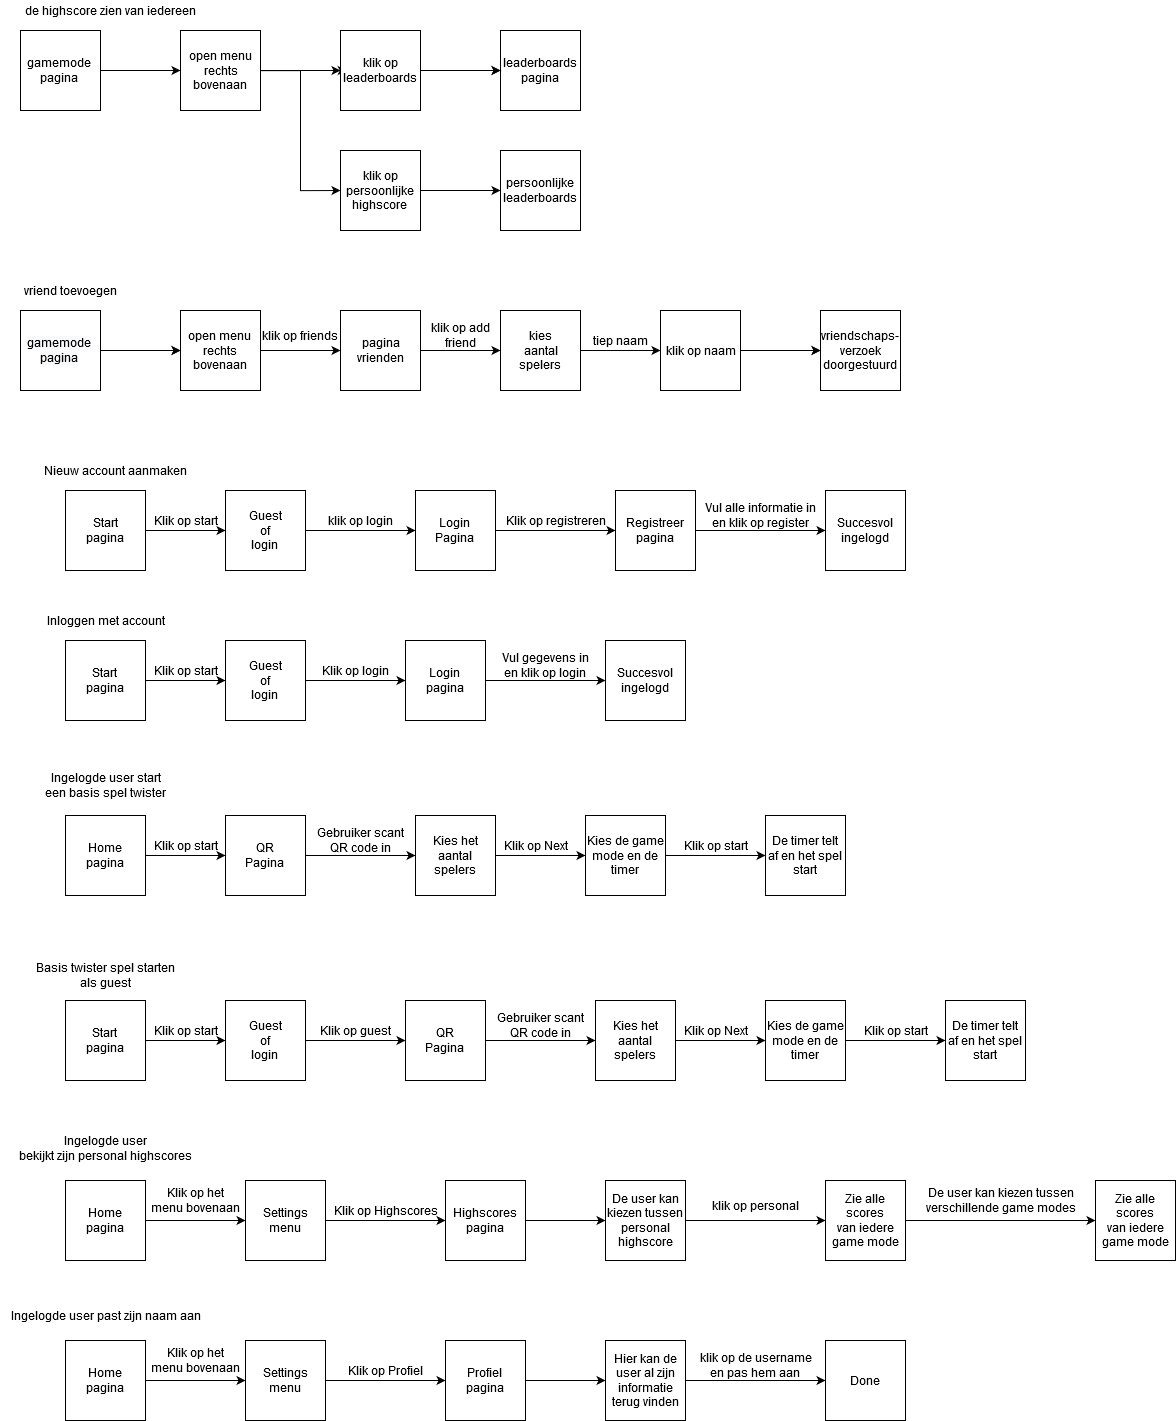 de highscore zien van iedereen
gamemode
pagina
open menu
rechts
bovenaan
klik op
leaderboards
leaderboards
pagina
klik op
persoonlijke
highscore
persoonlijke
leaderboards
vriend toevoegen
gamemode
pagina
open menu
rechts
bovenaan
klik op friends
pagina
vrienden
klik op add
friend
kies
aantal
spelers
tiep naam
klik op naam
vriendschaps-
verzoek
doorgestuurd
Nieuw account aanmaken
Start
pagina
Klik op start
Guest
of
login
klik op login
Login
Pagina
Klik op registreren
Registreer
pagina
Vul alle informatie in
en klik op register
Succesvol
ingelogd
Inloggen met account
Start
pagina
Klik op start
Guest
of
login
Klik op login
Login
pagina
Vul gegevens in
en klik op login
Succesvol
ingelogd
Ingelogde user start
een basis spel twister
Home
pagina
Klik op start
QR
Pagina
Gebruiker scant
QR code in
Kies het
aantal
spelers
Klik op Next
Kies de game
mode en de
timer
Klik op start
De timer telt
af en het spel
start
Basis twister spel starten
als guest
Start
pagina
Klik op start
Guest
of
login
Klik op guest
QR
Pagina
Gebruiker scant
QR code in
Kies het
aantal
spelers
Klik op Next
Kies de game
mode en de
timer
Klik op start
De timer telt
af en het spel
start
Ingelogde user
bekijkt zijn personal highscores
Home
pagina
Klik op het
menu bovenaan
Settings
menu
Klik op Highscores
Highscores
pagina
De user kan
kiezen tussen
personal
highscore
klik op personal
Zie alle
scores
van iedere
game mode
De user kan kiezen tussen
verschillende game modes
Zie alle
scores
van iedere
game mode
Ingelogde user past zijn naam aan
Home
pagina
Klik op het
menu bovenaan
Settings
menu
Klik op Profiel
Profiel
pagina
Hier kan de
user al zijn
informatie
terug vinden
klik op de username
en pas hem aan
Done